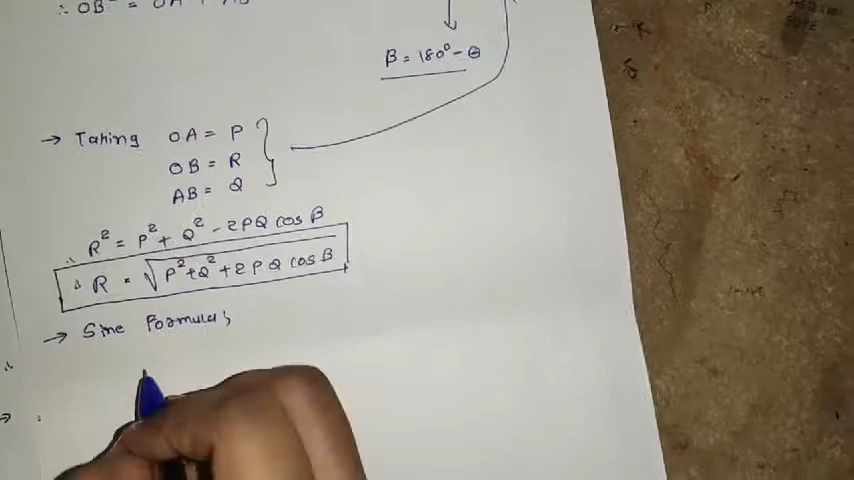 β = 180° - θ
→ Taking OA = P
OB = R
AB = Q
∴ R² = P² + Q² - 2PQ cos β
∴ R = √P²+Q²+2PQ cos β
→ Sine Formula;